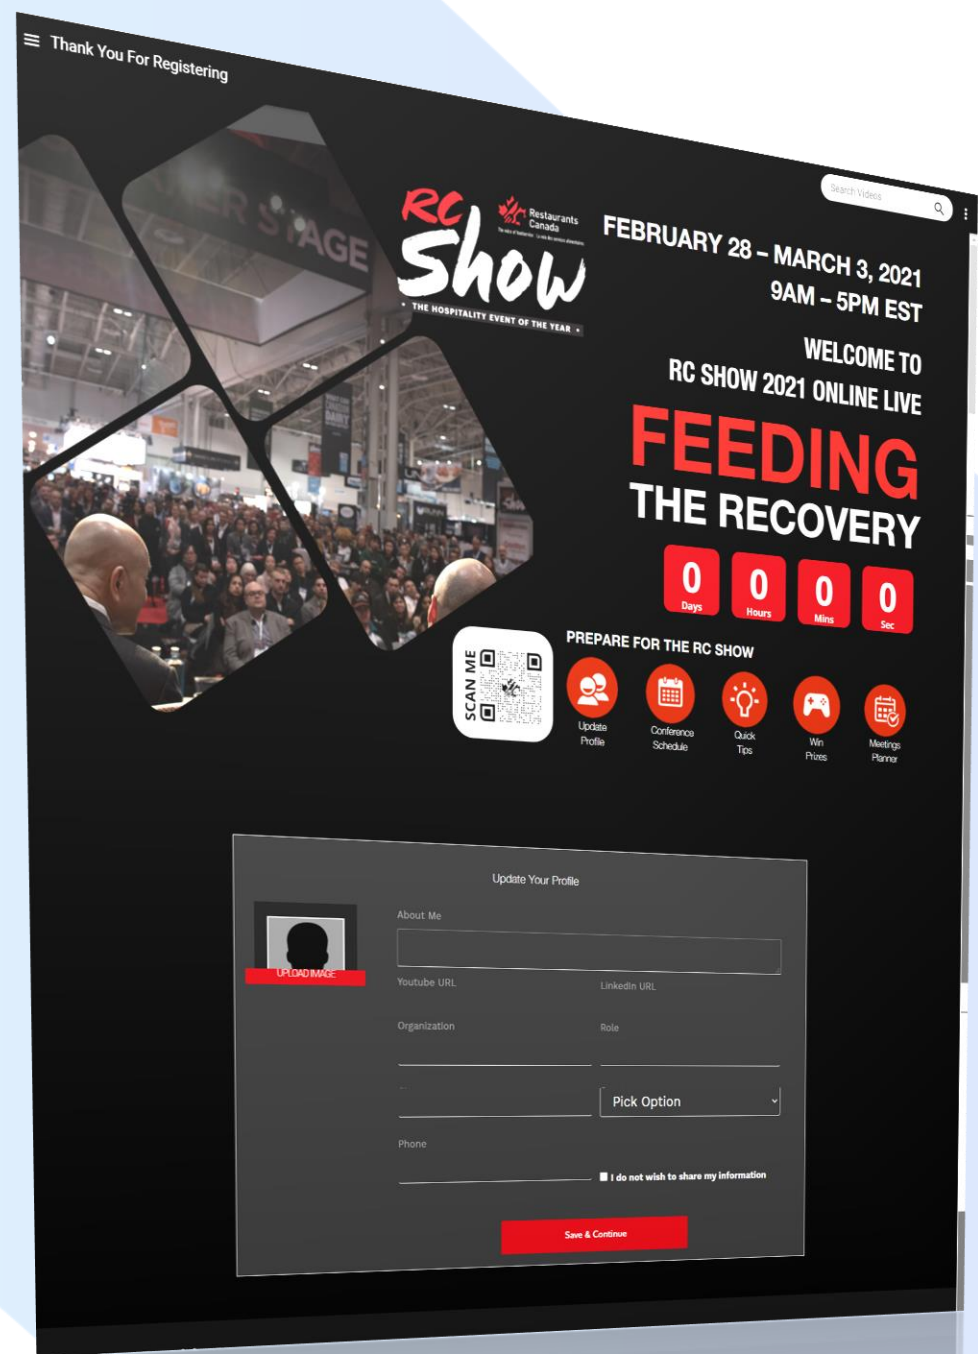 Thank You For Registering
Search Videos
STAGE
RC
Show
Restaurants
Canada
• THE HOSPITALITY EVENT OF THE YEAR •
FEBRUARY 28 – MARCH 3, 2021
9AM – 5PM EST
WELCOME TO
RC SHOW 2021 ONLINE LIVE
FEEDING
THE RECOVERY
0 0 0 0
Days Hours Mins Sec
PREPARE FOR THE RC SHOW
SCAN ME
Update
Profile
Conference
Schedule
Quick
Tips
Win
Prizes
Meetings
Planner
Update Your Profile
UPLOAD IMAGE
About Me
Youtube URL
LinkedIn URL
Organization
Role
Pick Option
Phone
I do not wish to share my information
Save & Continue